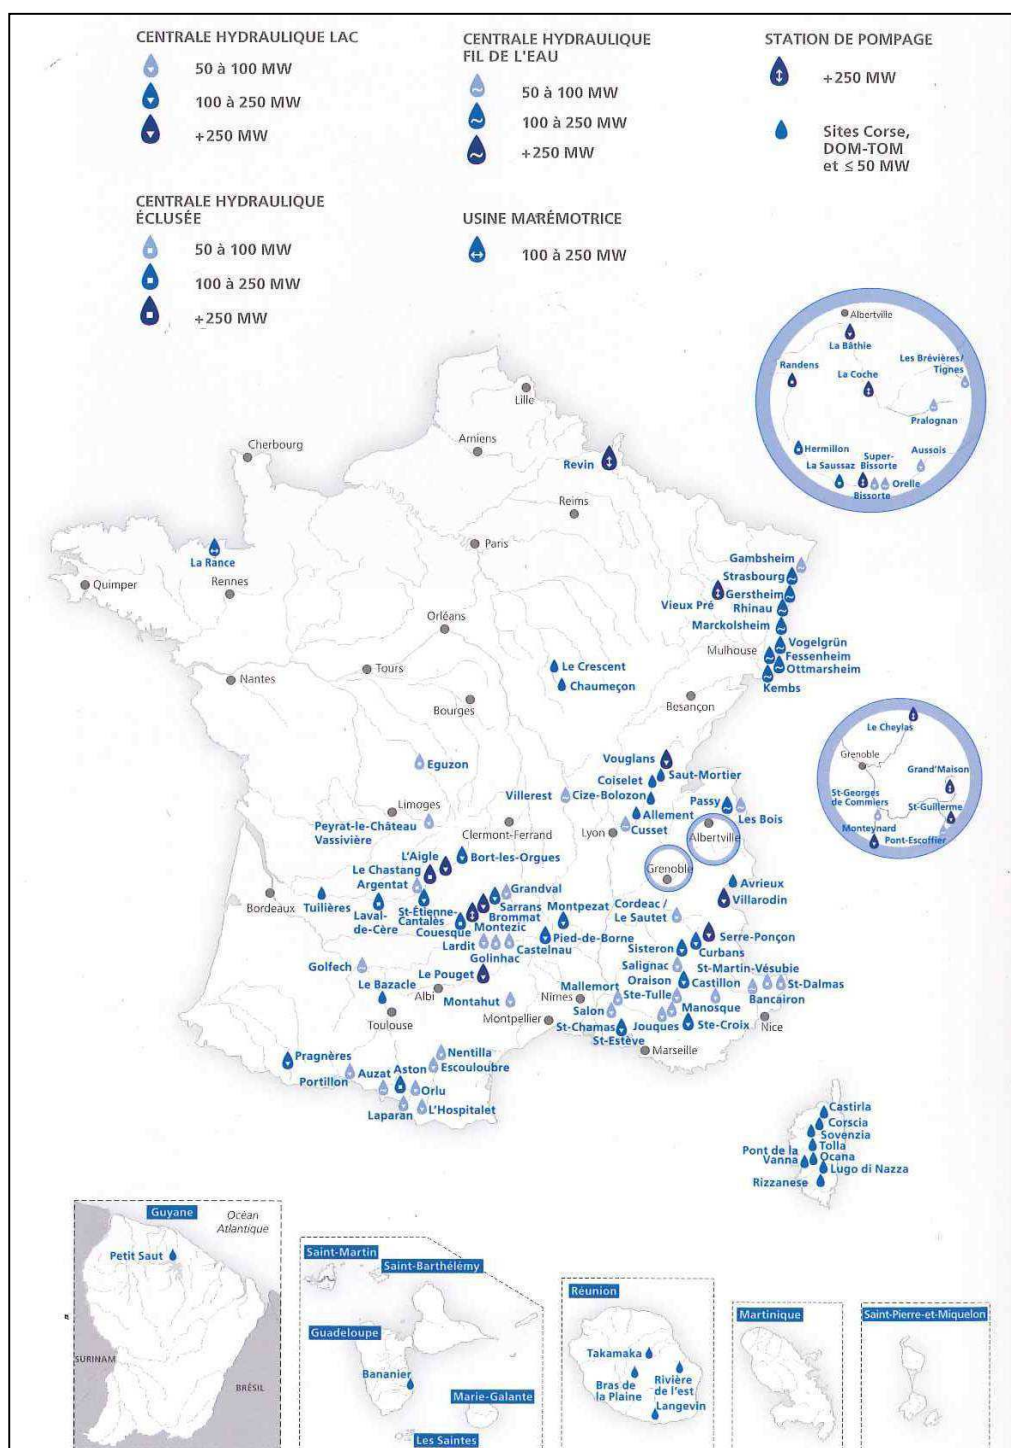 CENTRALE HYDRAULIQUE LAC
50 à 100 MW
100 à 250 MW
+250 MW
CENTRALE HYDRAULIQUE
FIL DE L'EAU
50 à 100 MW
100 à 250 MW
+250 MW
STATION DE POMPAGE
+250 MW
Sites Corse,
DOM-TOM
et ≤ 50 MW
CENTRALE HYDRAULIQUE
ÉCLUSÉE
50 à 100 MW
100 à 250 MW
+250 MW
USINE MARÉMOTRICE
100 à 250 MW
Albertville
La Bâthie
Les Brévières/
Tignes
Randens
La Coche
Pralognan
Hermillon
Aussois
La Saussaz
Super-
Bissorte
Orelle
Bissorte
Lille
Cherbourg
Amiens
Revin
Reims
Paris
La Rance
Rennes
Quimper
Gambsheim
Strasbourg
Gerstheim
Vieux Pré
Rhinau
Marckolsheim
Vogelgrün
Mulhouse
Fessenheim
Ottmarsheim
Kembs
Orléans
Le Crescent
Chaumeçon
Tours
Nantes
Bourges
Besançon
Le Cheylas
Grenoble
Grand'Maison
St-Georges
de Commiers
St-Guillerme
Monteynard
Pont-Escoffier
Eguzon
Vouglans
Coiselet
Saut-Mortier
Villerest
Cize-Bolozon
Passy
Allement
Les Bois
Limoges
Peyrat-le-Château
Vassivière
Clermont-Ferrand
Lyon
Cusset
Albertville
L'Aigle
Bort-les-Orgues
Le Chastang
Argentat
Grenoble
Avrieux
Villarodin
Bordeaux
Tuilières
Laval-
de-Cère
St-Étienne-
Cantalès
Couesque
Grandval
Sarrans
Brommat
Montezic
Montpezat
Cordeac /
Le Sautet
Lardit
Golinhac
Castelnau
Pied-de-Borne
Serre-Ponçon
Sisteron
Curbans
Golfech
Le Pouget
Salignac
St-Martin-Vésubie
Le Bazacle
Albi
Oraison
Castillon
St-Dalmas
Mallemort
Ste-Tulle
Bancairon
Montahut
Nîmes
Salon
Manosque
Toulouse
Montpellier
St-Chamas
Jouques
Ste-Croix
Nice
St-Estève
Marseille
Pragnères
Nentilla
Portillon
Auzat
Aston
Escouloubre
Orlu
Laparan
L'Hospitalet
Castirla
Corscia
Sovenzia
Tolla
Pont de la
Vanna
Ocana
Lugo di Nazza
Rizzanese
Guyane
Océan
Atlantique
Petit Saut
SURINAM
BRÉSIL
Saint-Martin
Saint-Barthélémy
Guadeloupe
Bananier
Marie-Galante
Les Saintes
Réunion
Takamaka
Bras de
la Plaine
Rivière
de l'est
Langevin
Martinique
Saint-Pierre-et-Miquelon